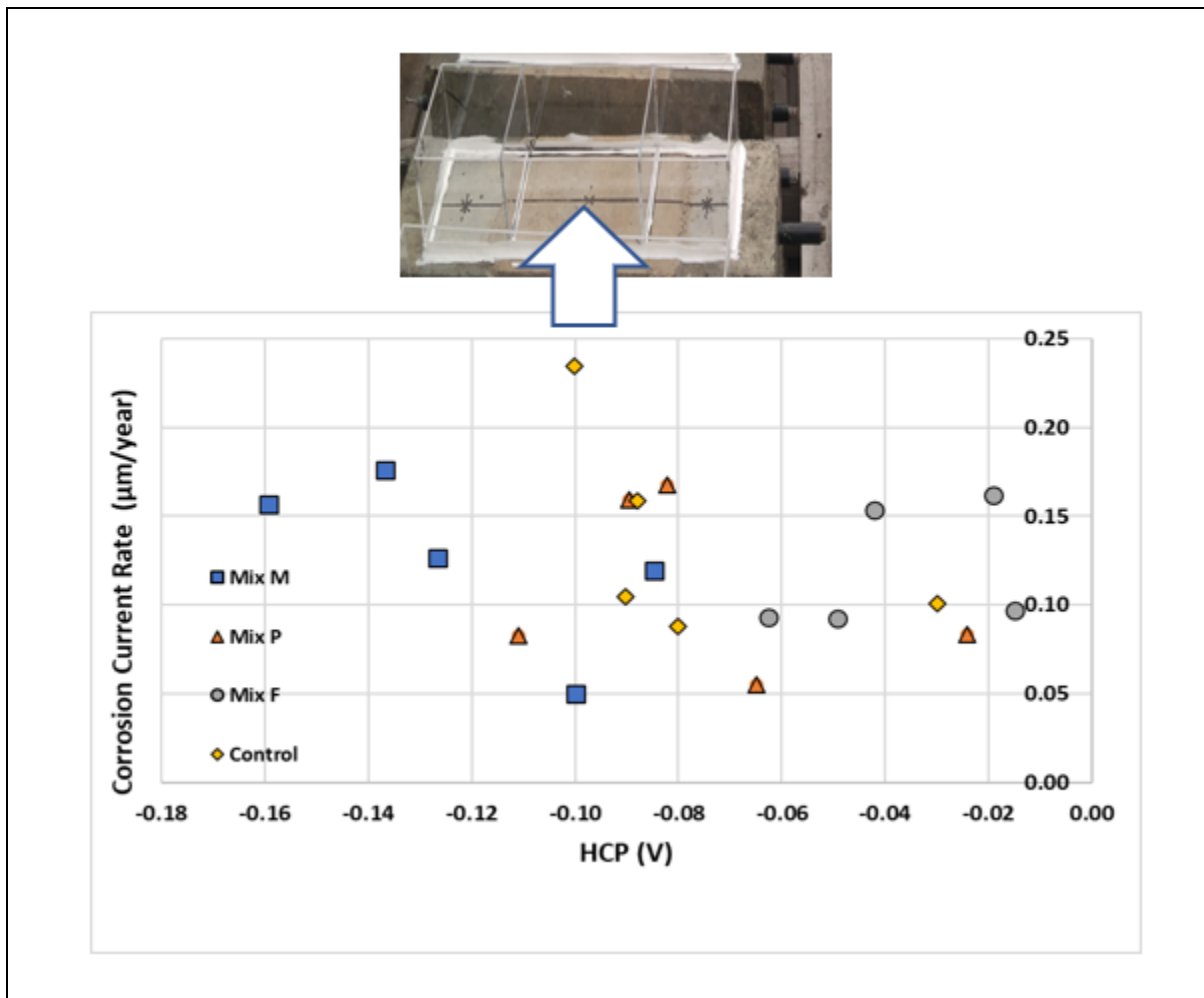 0.25
0.20
0.15
0.10
0.05
0.00
Corrosion Current Rate (µm/year)
Mix M
Mix P
Mix F
Control
-0.18 -0.16 -0.14 -0.12 -0.10 -0.08 -0.06 -0.04 -0.02 0.00
HCP (V)